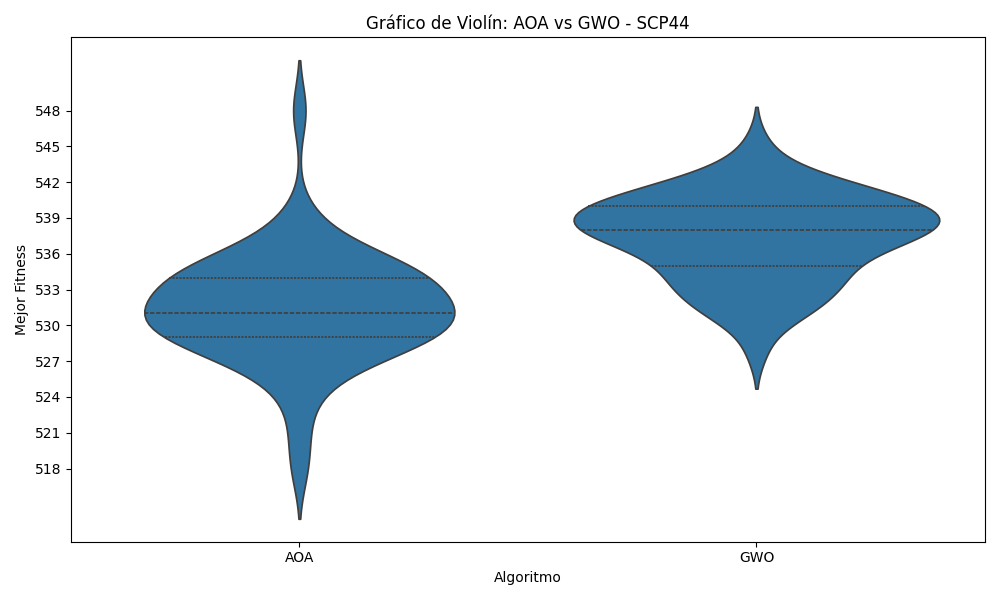 Gráfico de Violín: AOA vs GWO - SCP44
Mejor Fitness
548
545
542
539
536
533
530
527
524
521
518
AOA
GWO
Algoritmo